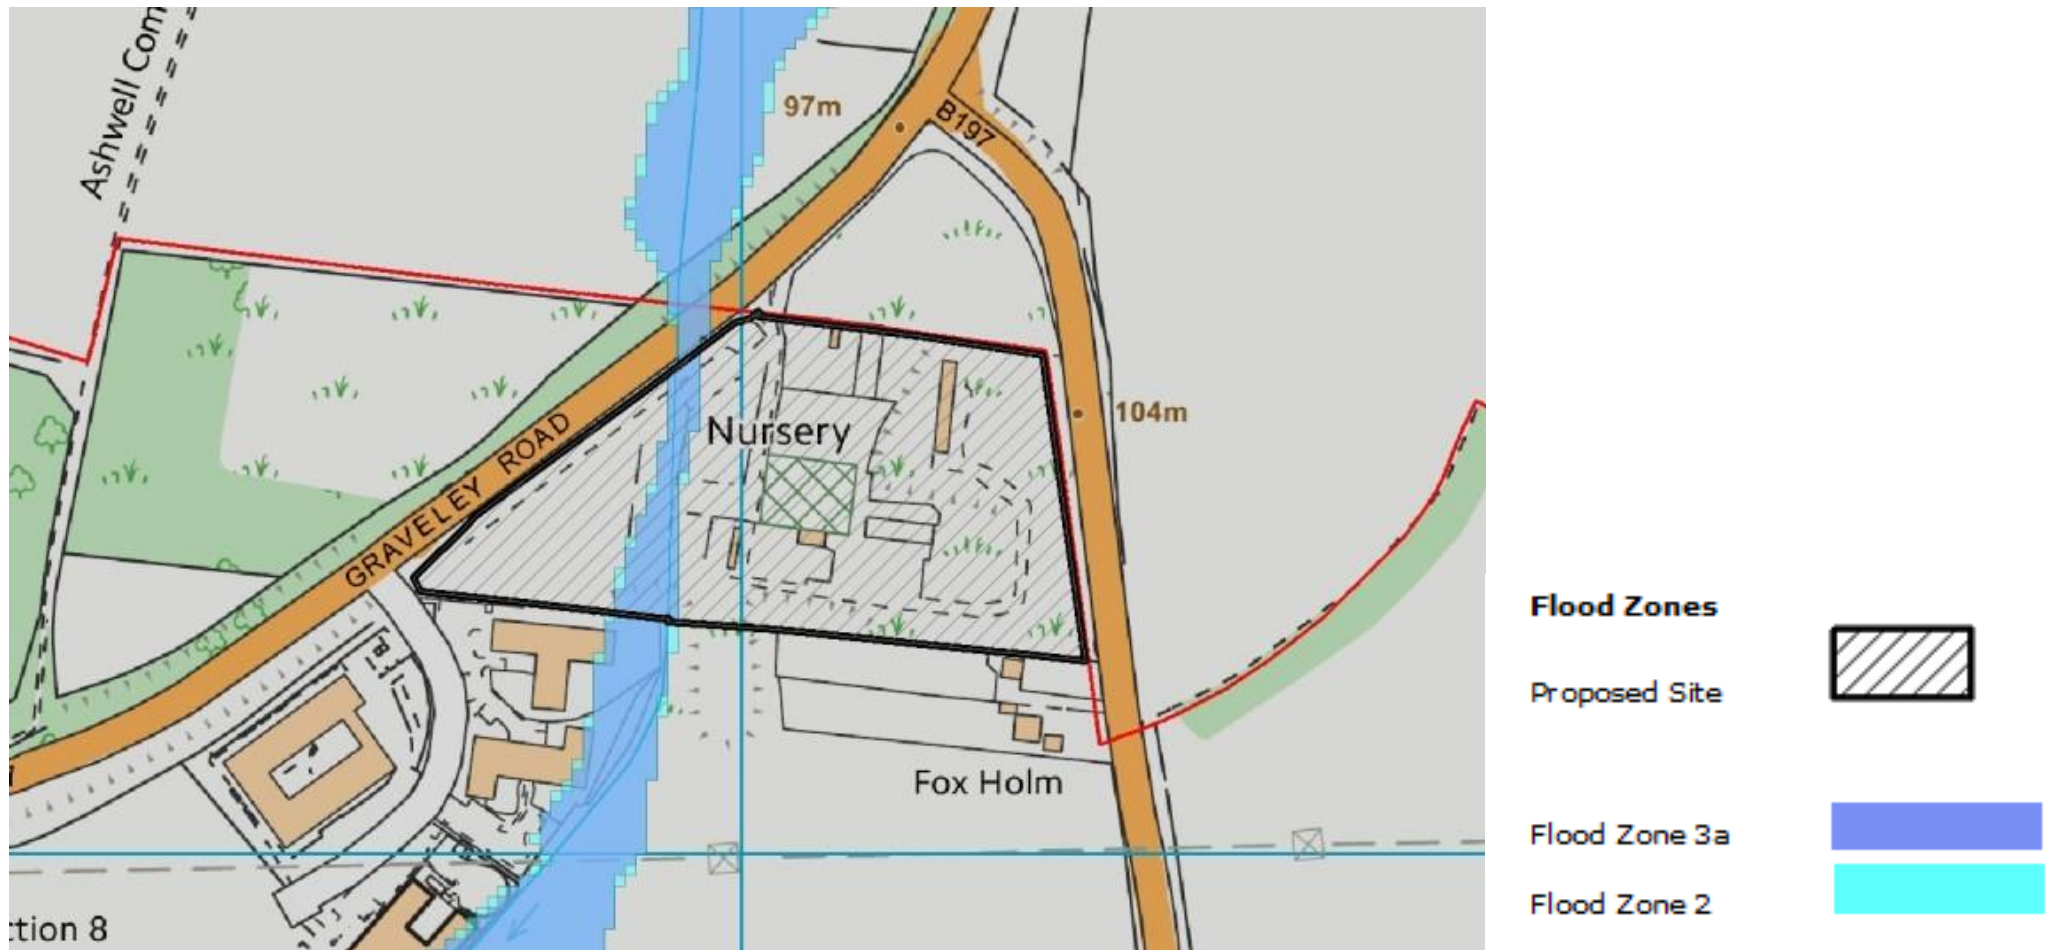 Ashwell Com
97m
B197
GRAVELEY ROAD
Nursery
104m
Fox Holm
ction 8
Flood Zones
Proposed Site
Flood Zone 3a
Flood Zone 2